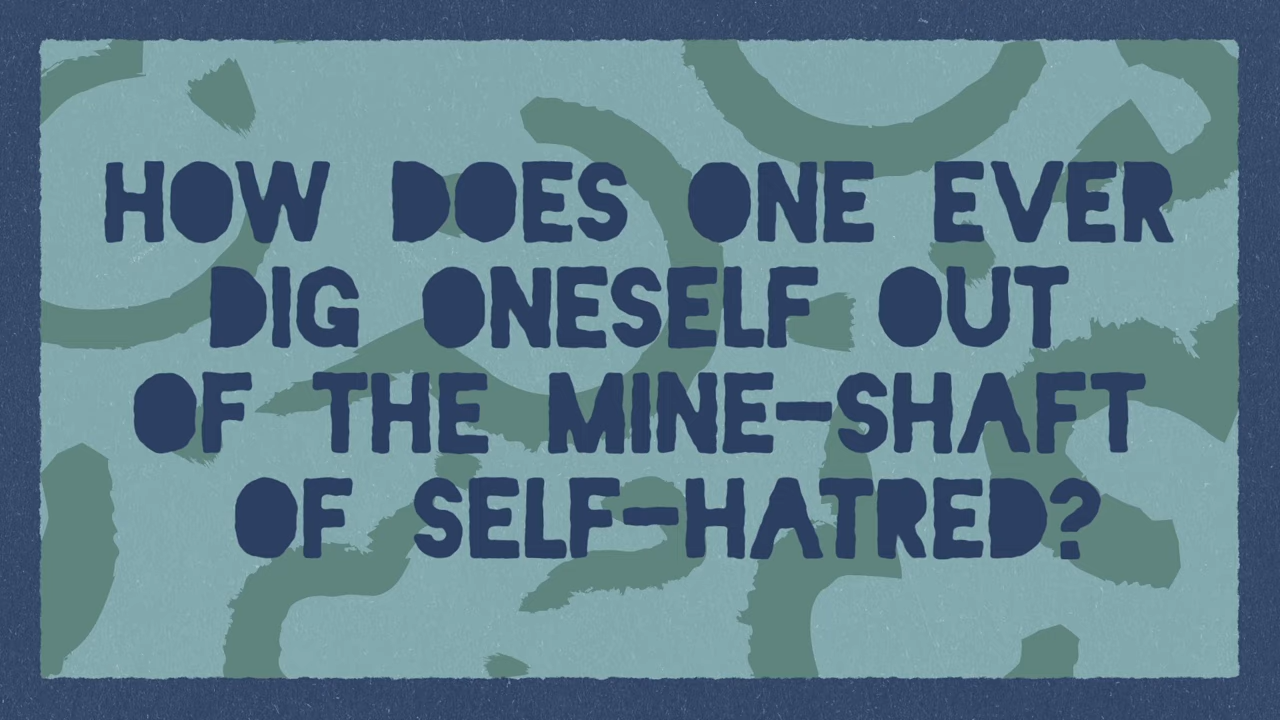 HOW DOES ONE EVER
DIG ONESELF OUT
OF THE MINE-SHAFT
OF SELF-HATRED?